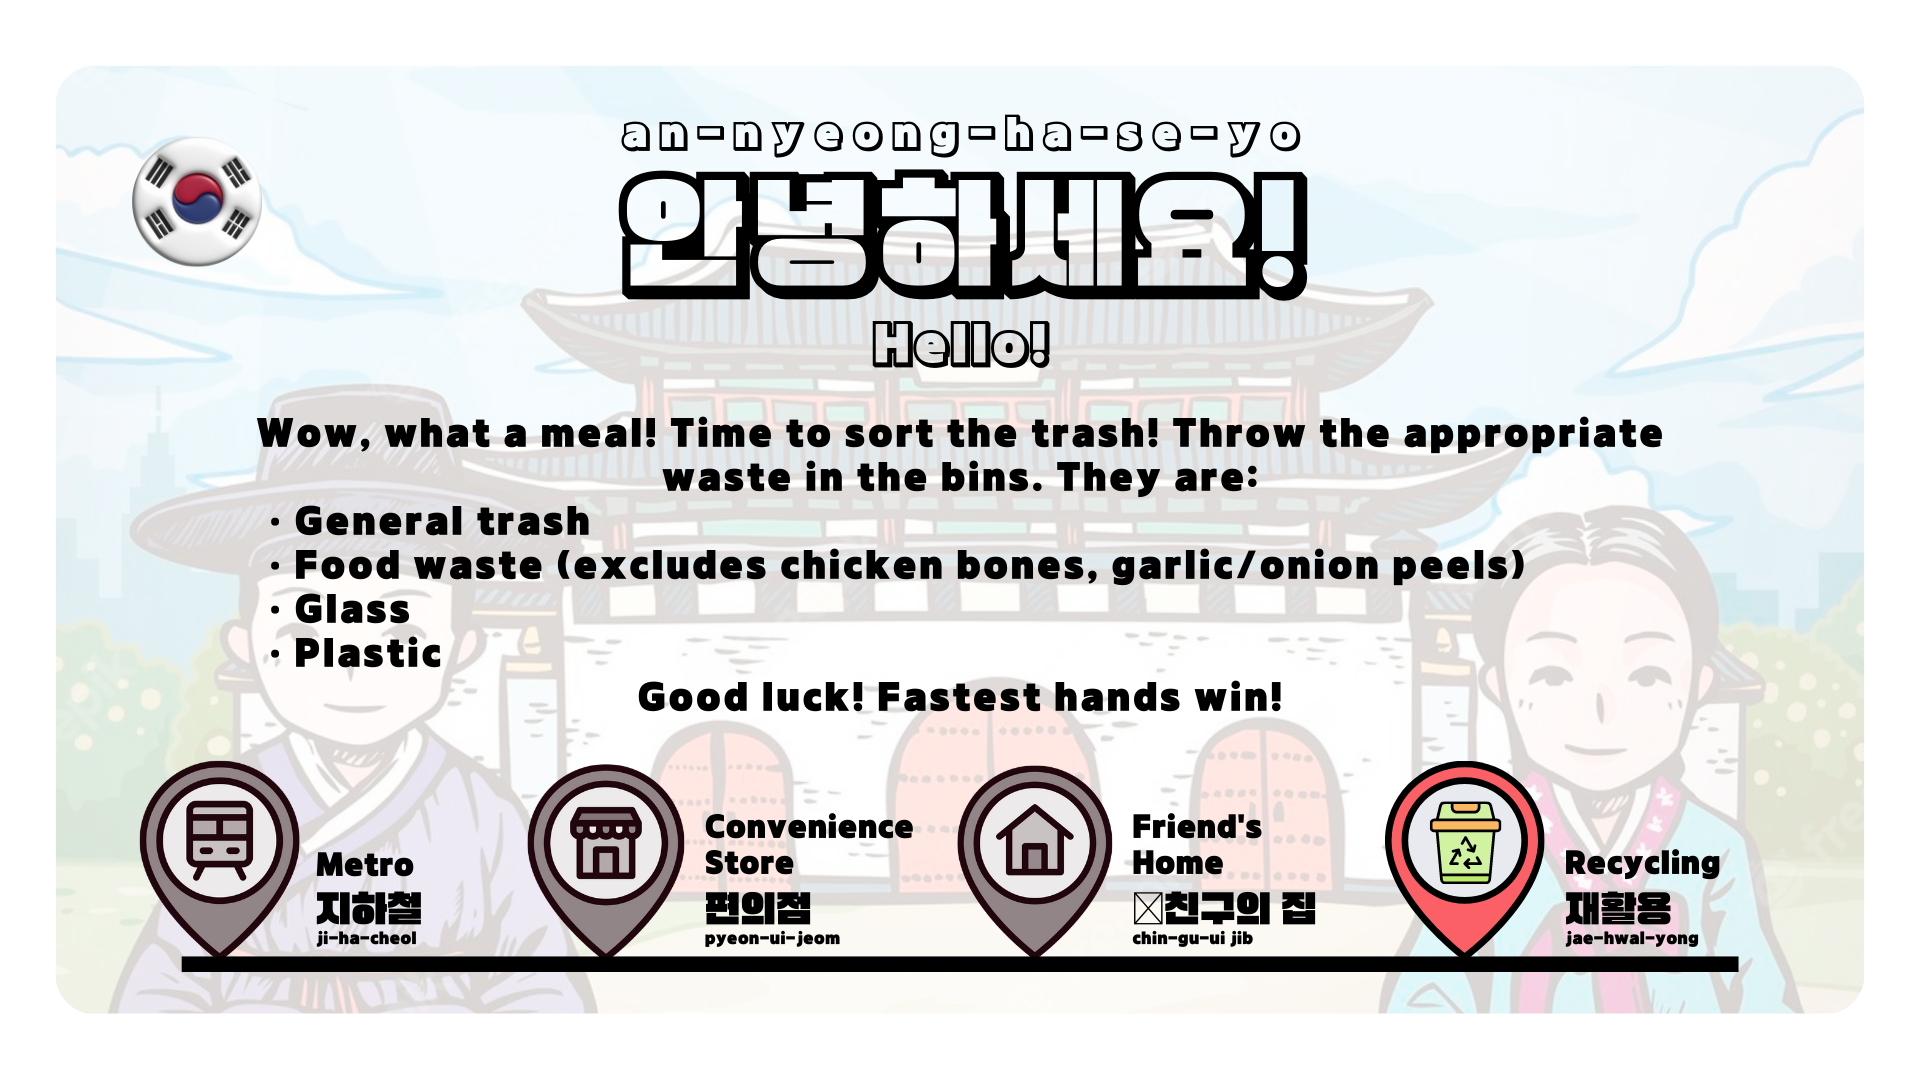 an-nyeong-ha-se-yo
안녕하세요!
Hello!
Wow, what a meal! Time to sort the trash! Throw the appropriate
waste in the bins. They are:
• General trash
• Food waste (excludes chicken bones, garlic/onion peels)
• Glass
• Plastic
Good luck! Fastest hands win!
Metro
지하철
ji-ha-cheol
Convenience
Store
편의점
pyeon-ui-jeom
Friend's
Home
친구의 집
chin-gu-ui jib
Recycling
재활용
jae-hwal-yong